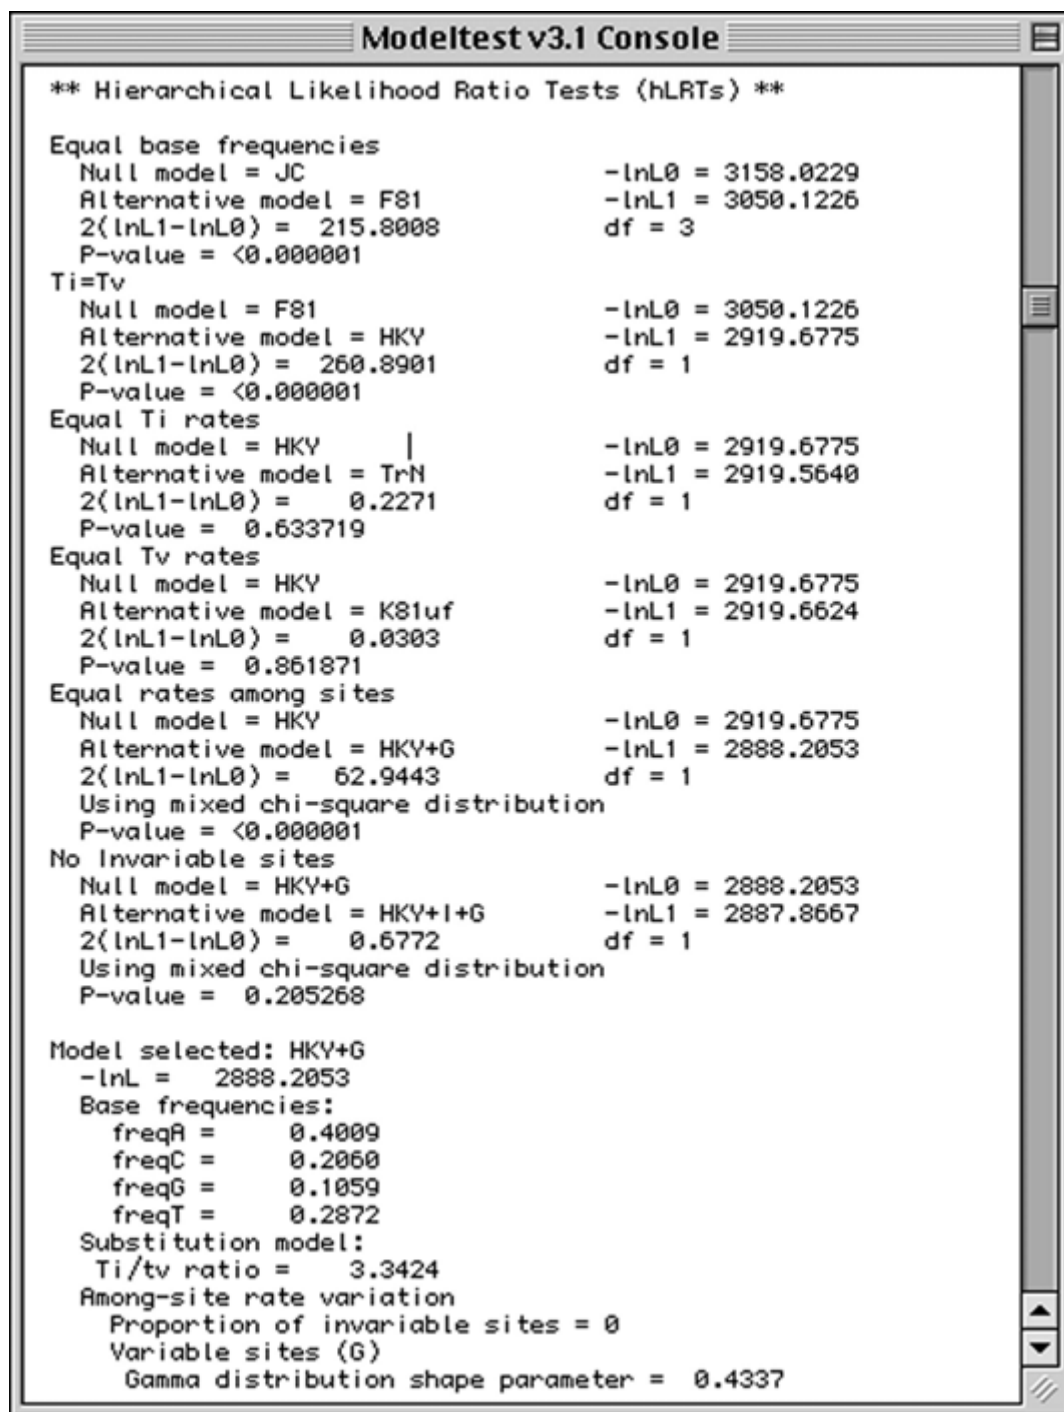 Modeltest v3.1 Console
** Hierarchical Likelihood Ratio Tests (hLRTs) **
Equal base frequencies
Null model = JC -lnL0 = 3158.0229
Alternative model = F81 -lnL1 = 3050.1226
2(lnL1-lnL0) = 215.8008 df = 3
P-value = <0.000001
Ti=Tv
Null model = F81 -lnL0 = 3050.1226
Alternative model = HKY -lnL1 = 2919.6775
2(lnL1-lnL0) = 260.8901 df = 1
P-value = <0.000001
Equal Ti rates
Null model = HKY -lnL0 = 2919.6775
Alternative model = TrN -lnL1 = 2919.5640
2(lnL1-lnL0) = 0.2271 df = 1
P-value = 0.633719
Equal Tv rates
Null model = HKY -lnL0 = 2919.6775
Alternative model = K81uf -lnL1 = 2919.6624
2(lnL1-lnL0) = 0.0303 df = 1
P-value = 0.861871
Equal rates among sites
Null model = HKY -lnL0 = 2919.6775
Alternative model = HKY+G -lnL1 = 2888.2053
2(lnL1-lnL0) = 62.9443 df = 1
Using mixed chi-square distribution
P-value = <0.000001
No Invariable sites
Null model = HKY+G -lnL0 = 2888.2053
Alternative model = HKY+I+G -lnL1 = 2887.8667
2(lnL1-lnL0) = 0.6772 df = 1
Using mixed chi-square distribution
P-value = 0.205268
Model selected: HKY+G
-lnL = 2888.2053
Base frequencies:
freqA = 0.4009
freqC = 0.2060
freqG = 0.1059
freqT = 0.2872
Substitution model:
Ti/tv ratio = 3.3424
Among-site rate variation
Proportion of invariable sites = 0
Variable sites (G)
Gamma distribution shape parameter = 0.4337